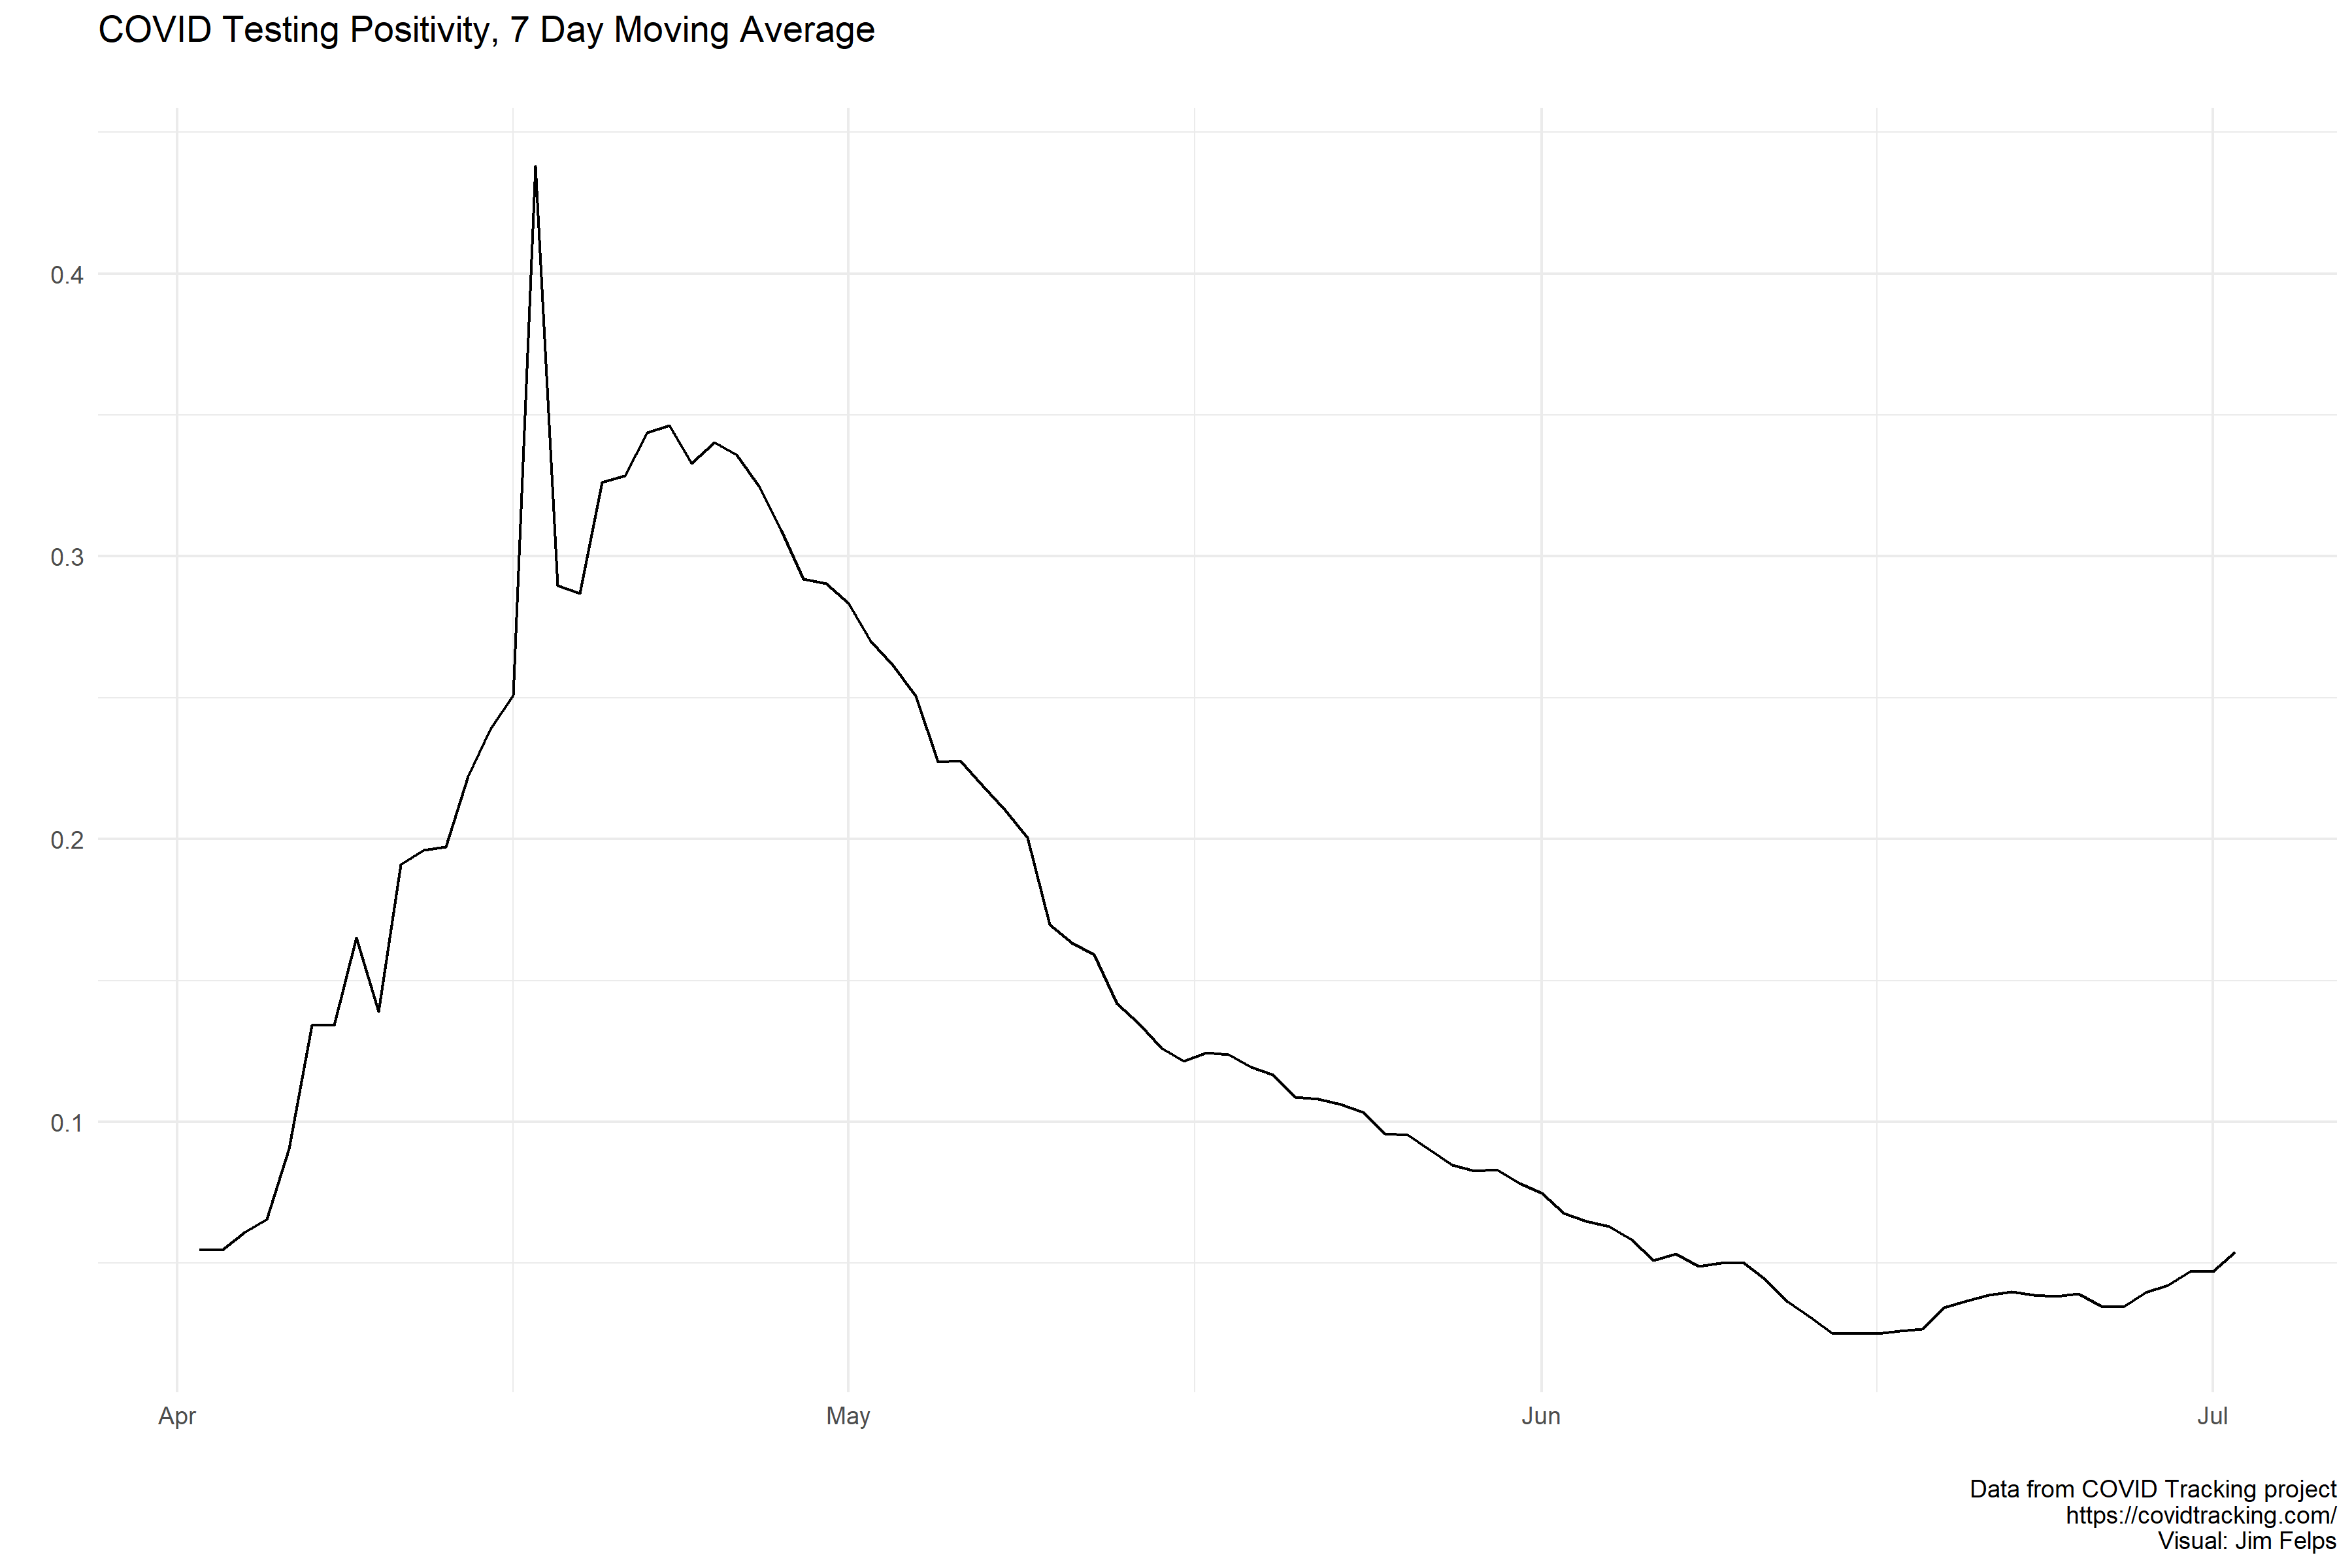 COVID Testing Positivity, 7 Day Moving Average
0.4
0.3
0.2
0.1
Apr
May
Jun
Jul
Data from COVID Tracking project
https://covidtracking.com/
Visual: Jim Felps